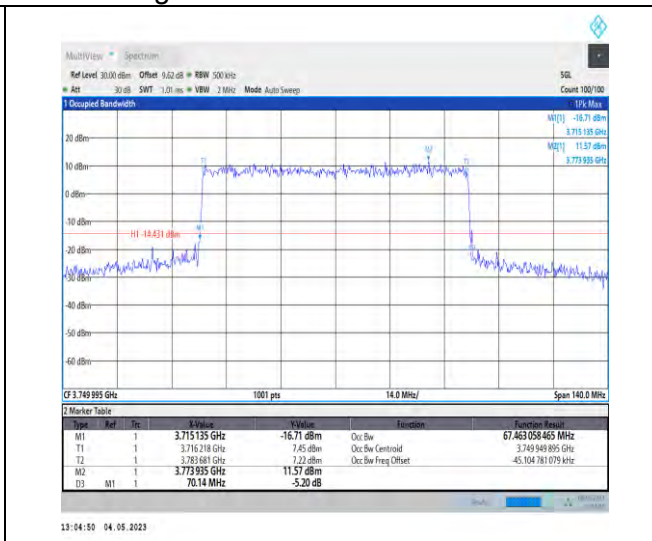 MultiView Spectrum
Ref Level 30.00 dBm Offset 9.62 dB RBW 500 kHz SGL
Att 30 dB SWT 1.01 ms VBW 2 MHz Mode Auto Sweep Count 100/100
1 Occupied Bandwidth 1Pk Max
M1[1] -16.71 dBm
3.715 135 GHz
M2[1] 11.57 dBm
3.773 935 GHz
20 dBm
M2
10 dBm
T1
0 dBm
-10 dBm
M1
H1 -14.431 dBm
-20 dBm
-30 dBm
-40 dBm
-50 dBm
-60 dBm
CF 3.749 995 GHz 1001 pts 14.0 MHz/ Span 140.0 MHz
2 Marker Table
Type Ref Trc X-Value Y-Value Function Function Result
M1 1 3.715 135 GHz -16.71 dBm Occ Bw 67.463 058 465 MHz
T1 1 3.716 218 GHz 7.45 dBm Occ Bw Centroid 3.749 949 895 GHz
T2 1 3.783 681 GHz 7.22 dBm Occ Bw Freq Offset -45.104 781 079 kHz
M2 1 3.773 935 GHz 11.57 dBm
D3 M1 1 70.14 MHz -5.20 dB
13:04:50 04.05.2023